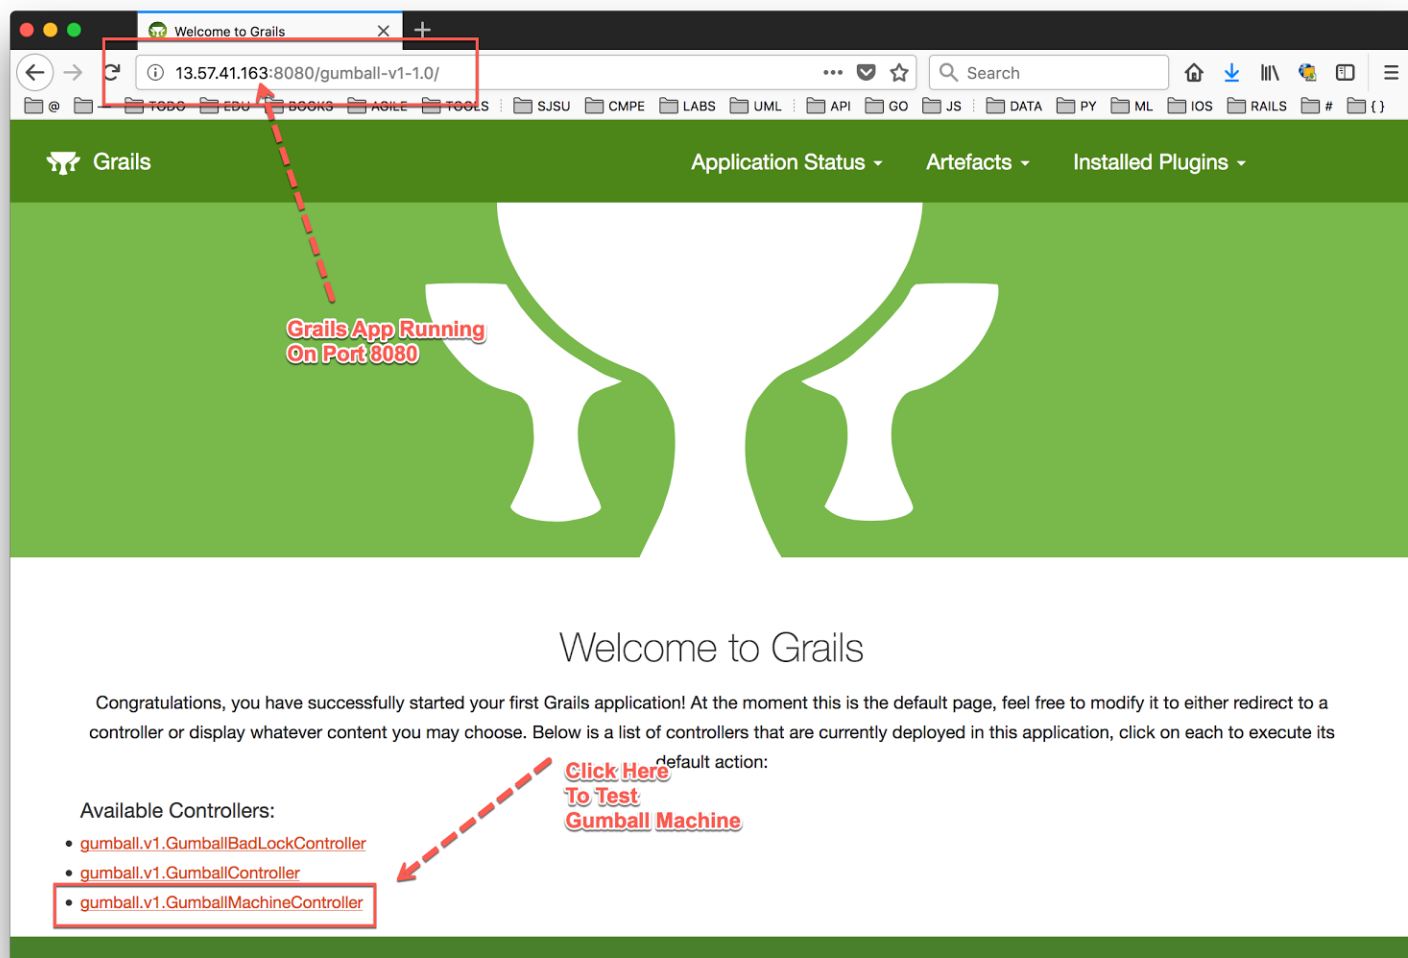 Welcome to Grails
13.57.41.163:8080/gumball-v1-1.0/
Search
@ TODO EDU BOOKS AGILE TOOLS SJSU CMPE LABS UML API GO JS DATA PY ML IOS RAILS # { }
Grails
Application Status
Artefacts
Installed Plugins
Grails App Running
On Port 8080
Welcome to Grails
Congratulations, you have successfully started your first Grails application! At the moment this is the default page, feel free to modify it to either redirect to a
controller or display whatever content you may choose. Below is a list of controllers that are currently deployed in this application, click on each to execute its
default action:
Click Here
To Test
Gumball Machine
Available Controllers:
• gumball.v1.GumballBadLockController
• gumball.v1.GumballController
• gumball.v1.GumballMachineController